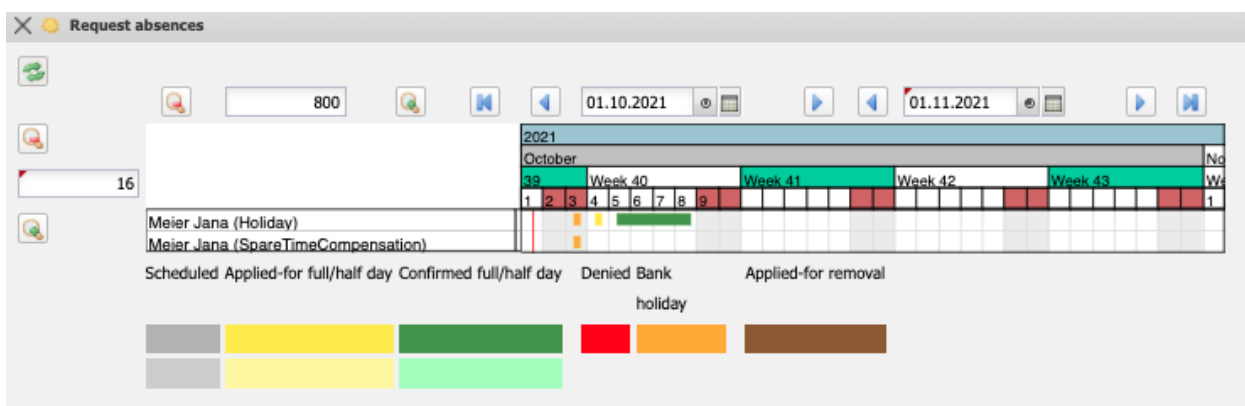 Request absences
800
01.10.2021
01.11.2021
2021
October
No
39
Week 40
Week 41
Week 42
Week 43
We
1 2 3 4 5 6 7 8 9
1
16
Meier Jana (Holiday)
Meier Jana (SpareTimeCompensation)
Scheduled Applied-for full/half day Confirmed full/half day Denied Bank holiday Applied-for removal